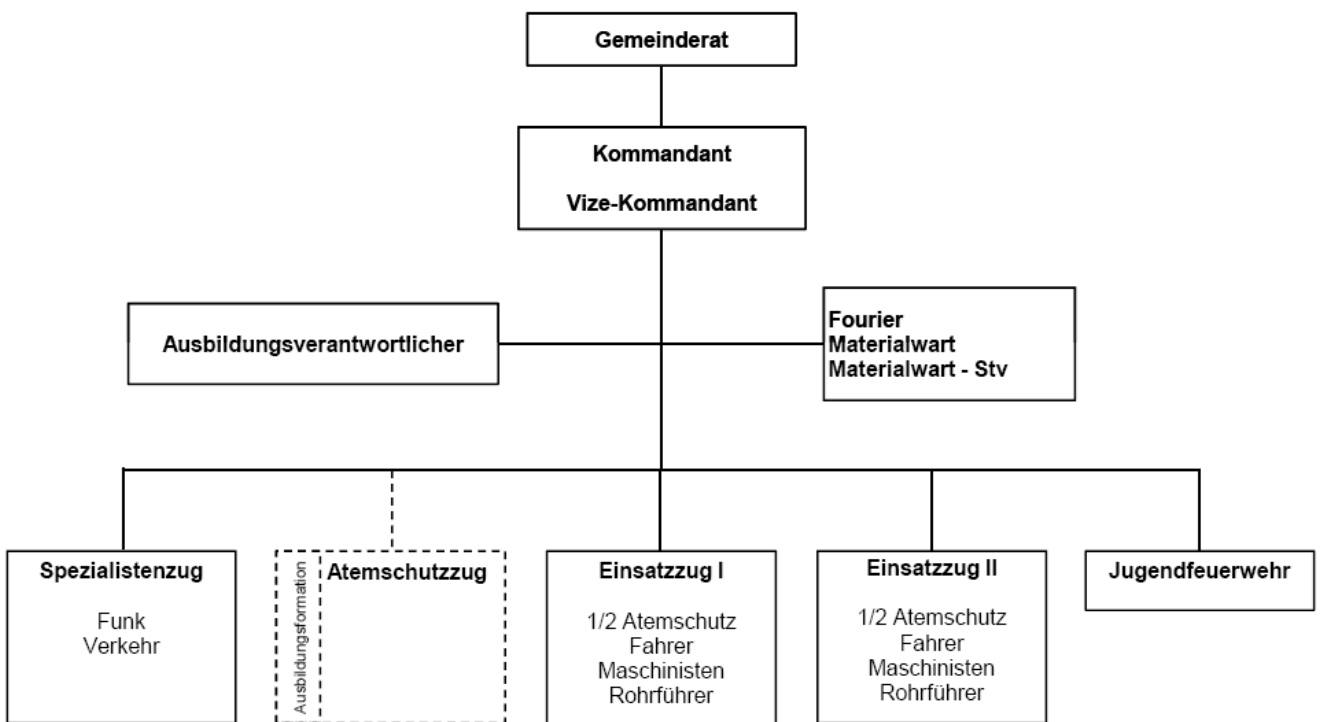 Gemeinderat
Kommandant
Vize-Kommandant
Ausbildungsverantwortlicher
Fourier
Materialwart
Materialwart - Stv
Spezialistenzug
Funk
Verkehr
Ausbildungsformation
Atemschutzzug
Einsatzzug I
1/2 Atemschutz
Fahrer
Maschinisten
Rohrführer
Einsatzzug II
1/2 Atemschutz
Fahrer
Maschinisten
Rohrführer
Jugendfeuerwehr